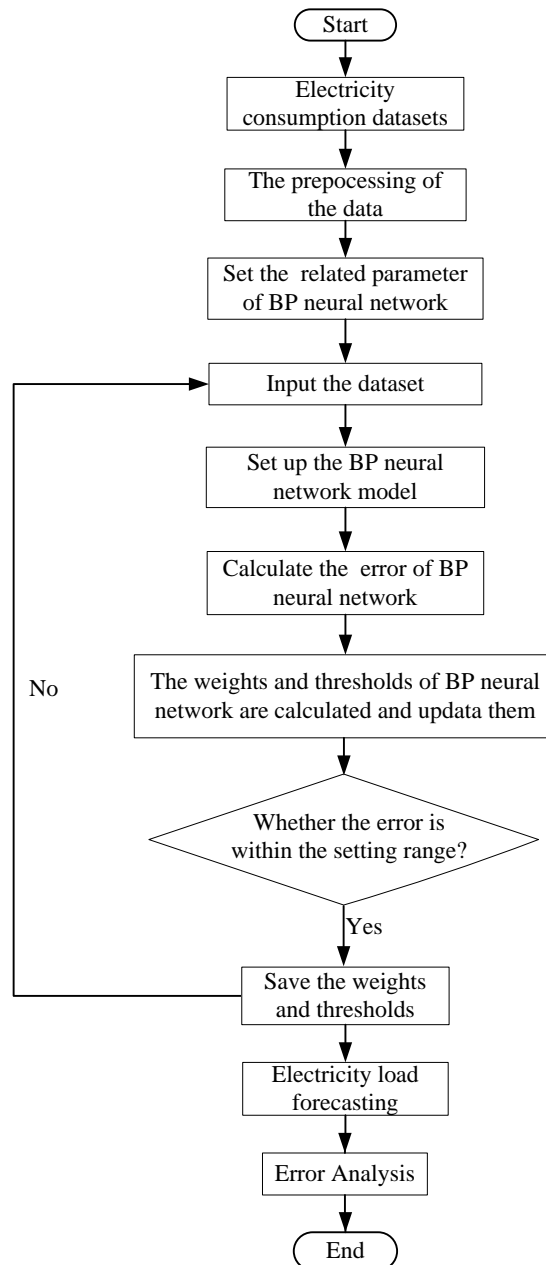 Start
Electricity
consumption datasets
The prepocessing of
the data
Set the related parameter
of BP neural network
Input the dataset
Set up the BP neural
network model
Calculate the error of BP
neural network
No
The weights and thresholds of BP neural
network are calculated and updata them
Whether the error is
within the setting range?
Yes
Save the weights
and thresholds
Electricity load
forecasting
Error Analysis
End